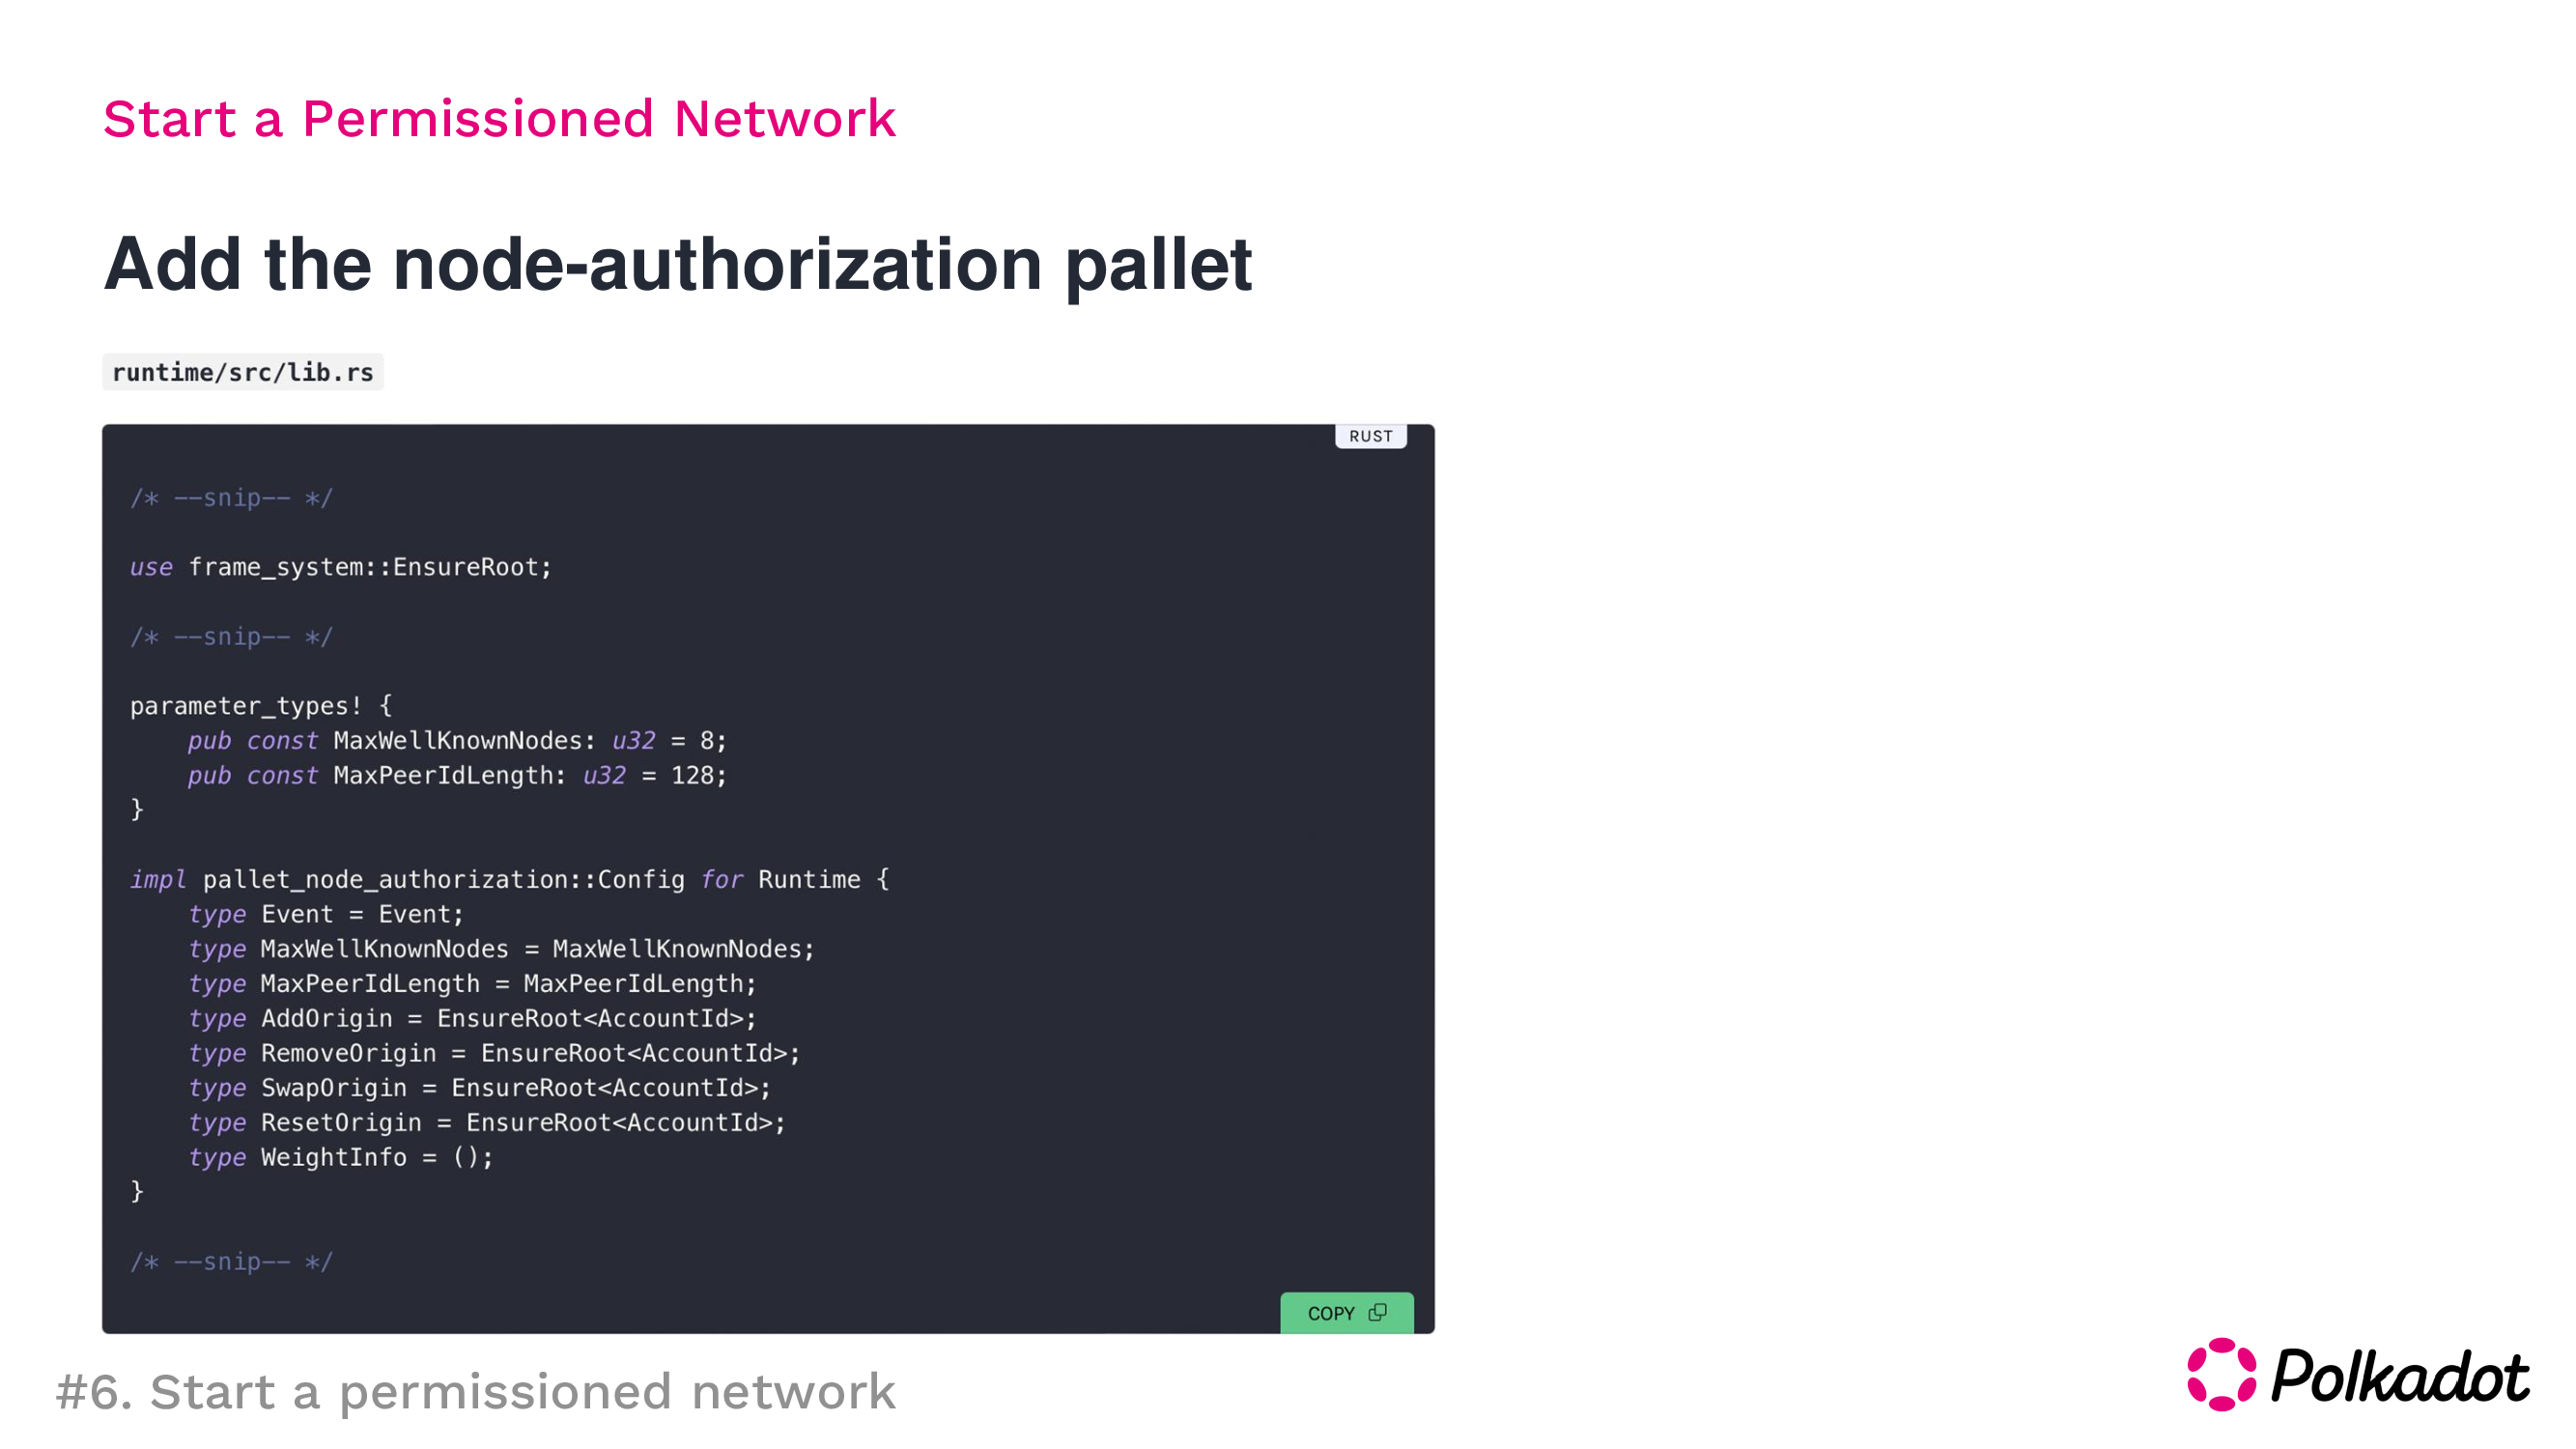 Start a Permissioned Network
Add the node-authorization pallet
runtime/src/lib.rs
RUST
/* --snip-- */
use frame_system::EnsureRoot;
/* --snip-- */
parameter_types! {
    pub const MaxWellKnownNodes: u32 = 8;
    pub const MaxPeerIdLength: u32 = 128;
}
impl pallet_node_authorization::Config for Runtime {
    type Event = Event;
    type MaxWellKnownNodes = MaxWellKnownNodes;
    type MaxPeerIdLength = MaxPeerIdLength;
    type AddOrigin = EnsureRoot<AccountId>;
    type RemoveOrigin = EnsureRoot<AccountId>;
    type SwapOrigin = EnsureRoot<AccountId>;
    type ResetOrigin = EnsureRoot<AccountId>;
    type WeightInfo = ();
}
/* --snip-- */
COPY
#6. Start a permissioned network
Polkadot